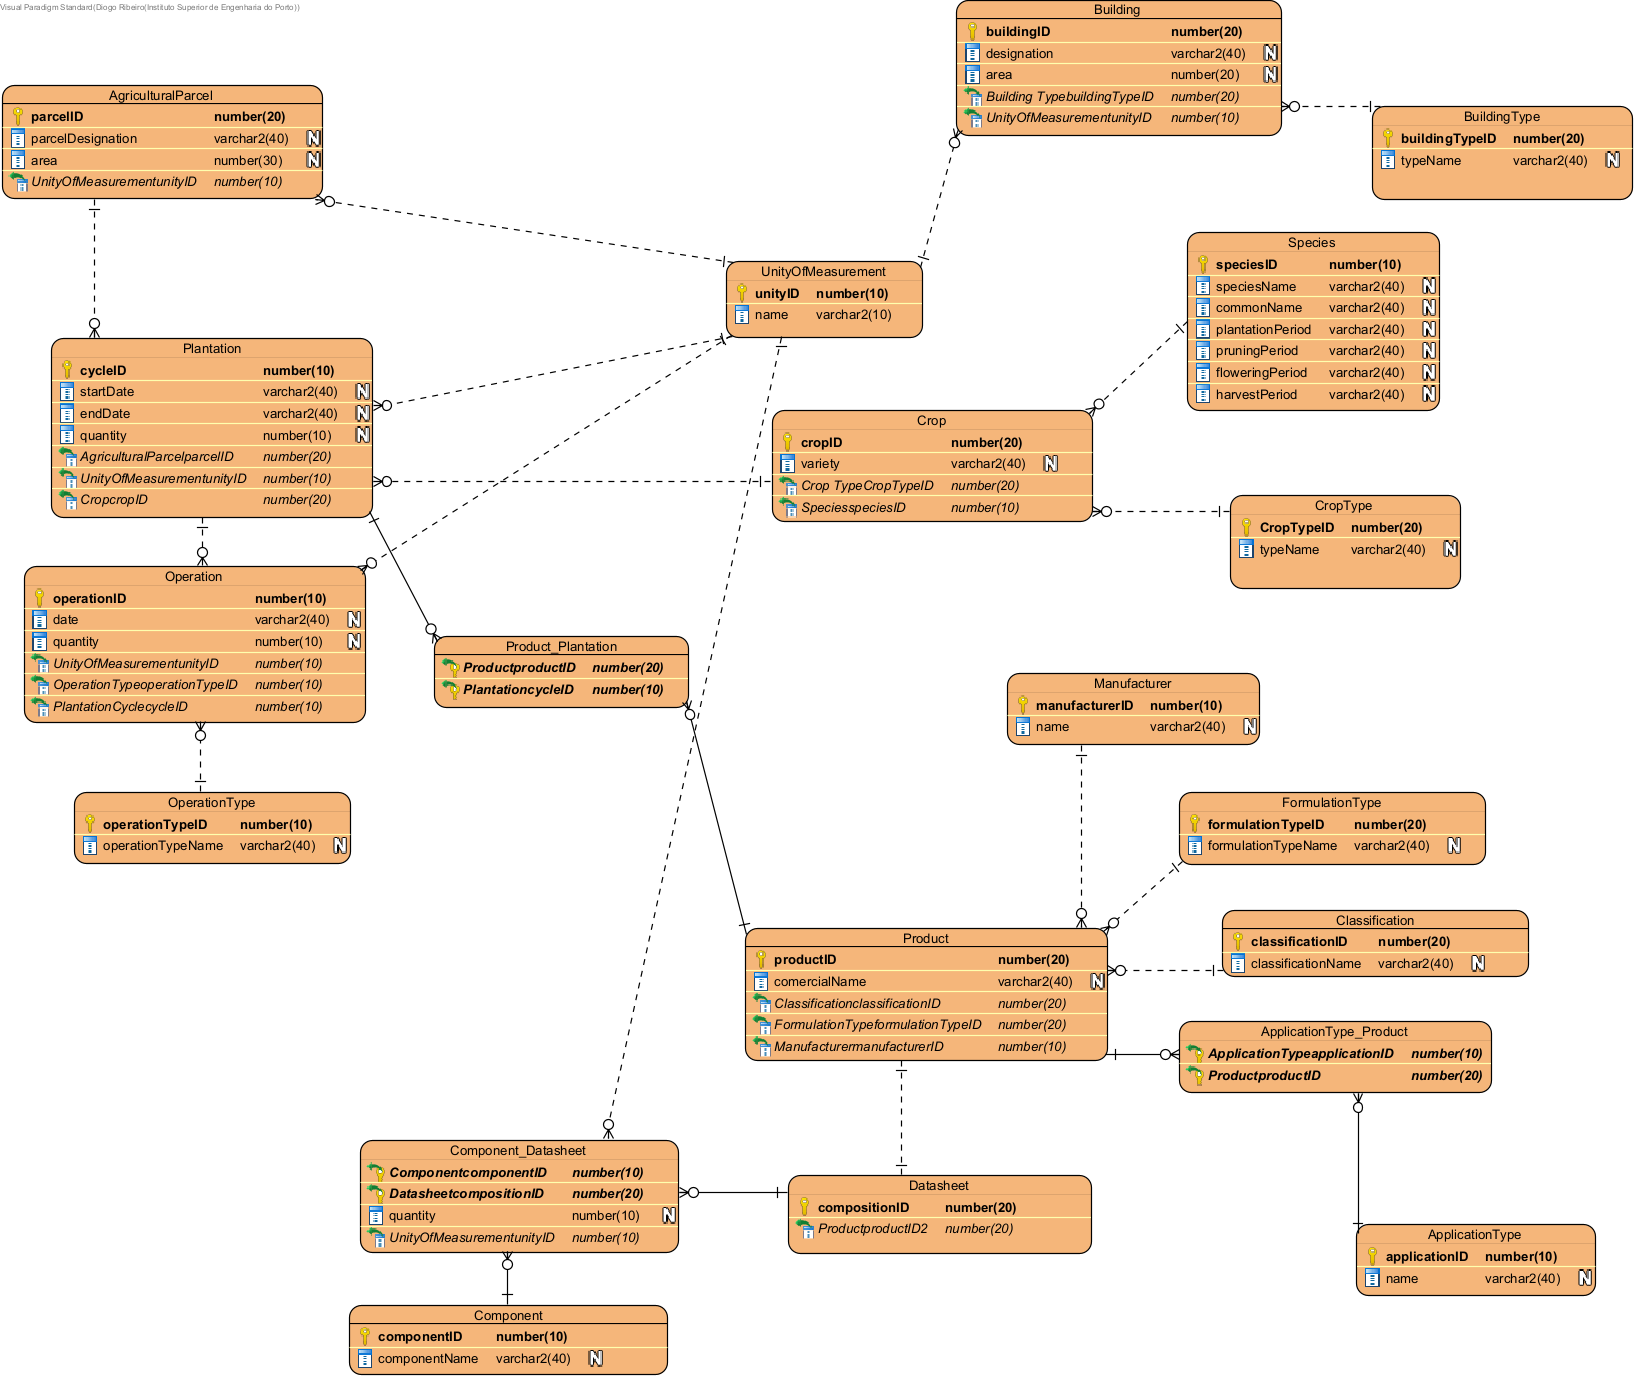 Visual Paradigm Standard(Diogo Ribeiro(Instituto Superior de Engenharia do Porto))
Building
buildingID number(20)
designation varchar2(40) N
area number(20) N
Building TypebuildingTypeID number(20)
UnityOfMeasurementunityID number(10)
AgriculturalParcel
parcelID number(20)
parcelDesignation varchar2(40) N
area number(30) N
UnityOfMeasurementunityID number(10)
BuildingType
buildingTypeID number(20)
typeName varchar2(40) N
Species
speciesID number(10)
speciesName varchar2(40) N
commonName varchar2(40) N
plantationPeriod varchar2(40) N
pruningPeriod varchar2(40) N
floweringPeriod varchar2(40) N
harvestPeriod varchar2(40) N
UnityOfMeasurement
unityID number(10)
name varchar2(10)
Plantation
cycleID number(10)
startDate varchar2(40) N
endDate varchar2(40) N
quantity number(10) N
AgriculturalParcelparcelID number(20)
UnityOfMeasurementunityID number(10)
CropcropID number(20)
Crop
cropID number(20)
variety varchar2(40) N
Crop TypeCropTypeID number(20)
SpeciesspeciesID number(10)
CropType
CropTypeID number(20)
typeName varchar2(40) N
Operation
operationID number(10)
date varchar2(40) N
quantity number(10) N
UnityOfMeasurementunityID number(10)
OperationTypeoperationTypeID number(10)
PlantationCyclecycleID number(10)
Product_Plantation
ProductproductID number(20)
PlantationcycleID number(10)
Manufacturer
manufacturerID number(10)
name varchar2(40) N
OperationType
operationTypeID number(10)
operationTypeName varchar2(40) N
FormulationType
formulationTypeID number(20)
formulationTypeName varchar2(40) N
Classification
classificationID number(20)
classificationName varchar2(40) N
Product
productID number(20)
comercialName varchar2(40) N
ClassificationclassificationID number(20)
FormulationTypeformulationTypeID number(20)
ManufacturermanufacturerID number(10)
ApplicationType_Product
ApplicationTypeapplicationID number(10)
ProductproductID number(20)
Component_Datasheet
ComponentcomponentID number(10)
DatasheetcompositionID number(20)
quantity number(10) N
UnityOfMeasurementunityID number(10)
Datasheet
compositionID number(20)
ProductproductID2 number(20)
ApplicationType
applicationID number(10)
name varchar2(40) N
Component
componentID number(10)
componentName varchar2(40) N